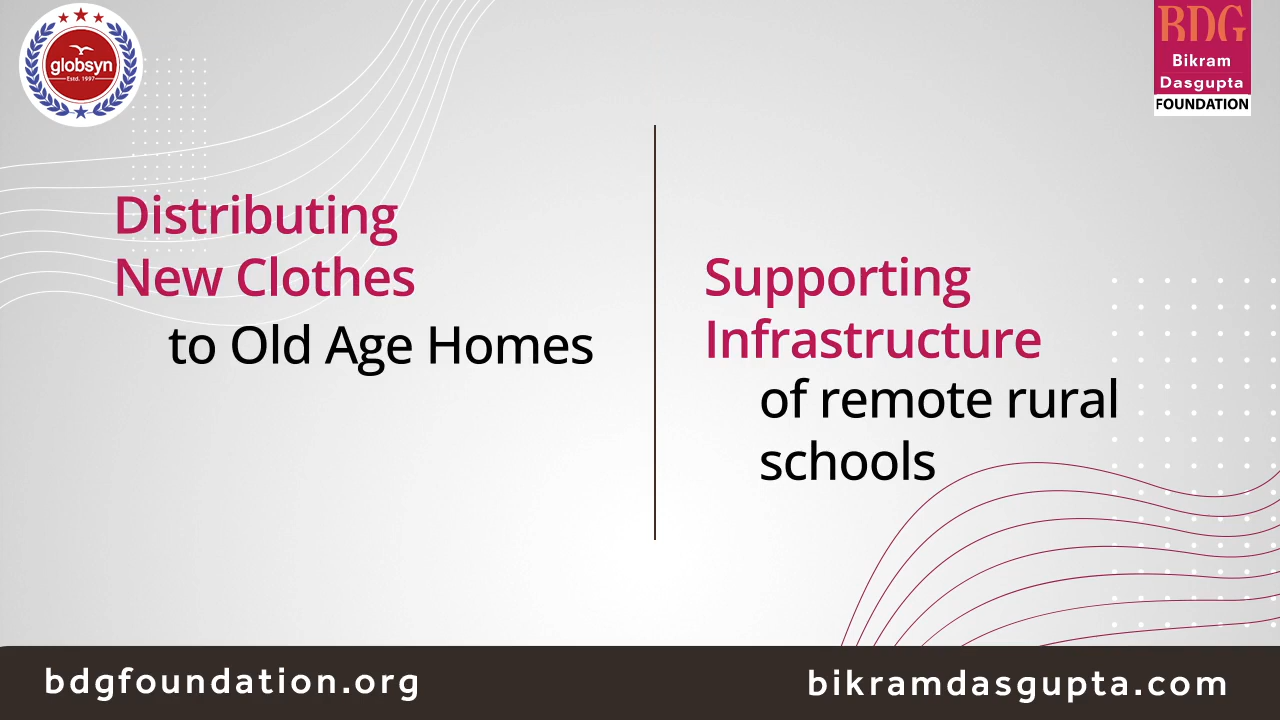 globsyn
Estd. 1997
BDG
Bikram
Dasgupta
FOUNDATION
Distributing
New Clothes
to Old Age Homes
Supporting
Infrastructure
of remote rural
schools
bdgfoundation.org
bikramdasgupta.com